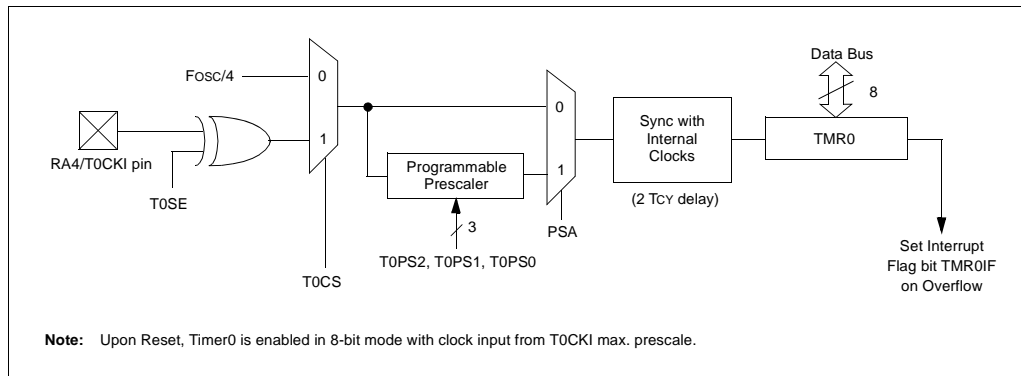 Data Bus
8
FOSC/4
0
1
RA4/T0CKI pin
T0SE
T0CS
Programmable
Prescaler
3
T0PS2, T0PS1, T0PS0
0
1
PSA
Sync with
Internal
Clocks
(2 TCY delay)
TMR0
Set Interrupt
Flag bit TMR0IF
on Overflow
Note: Upon Reset, Timer0 is enabled in 8-bit mode with clock input from T0CKI max. prescale.